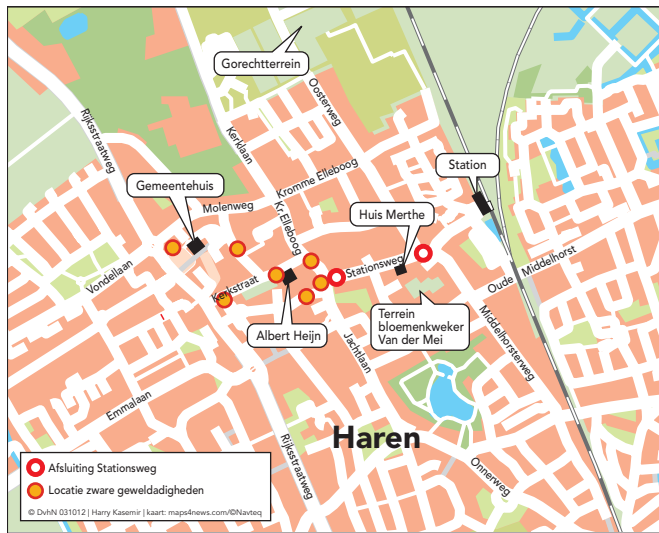 Gorechtterrein
Oosterweg
Rijksstraatweg
Kerklaan
Station
Gemeentehuis
Kromme Elleboog
Molenweg
Kr. Elleboog
Huis Merthe
Vondellaan
Kerkstraat
Stationsweg
Oude Middelhorst
Albert Heijn
Terrein
bloemenkweker
Van der Mei
Jachtlaan
Middelhorsterweg
Emmalaan
Haren
Rijksstraatweg
Onnerweg
Afsluiting Stationsweg
Locatie zware geweldadigheden
© DvhN 031012 | Harry Kasemir | kaart: maps4news.com/©Navteq